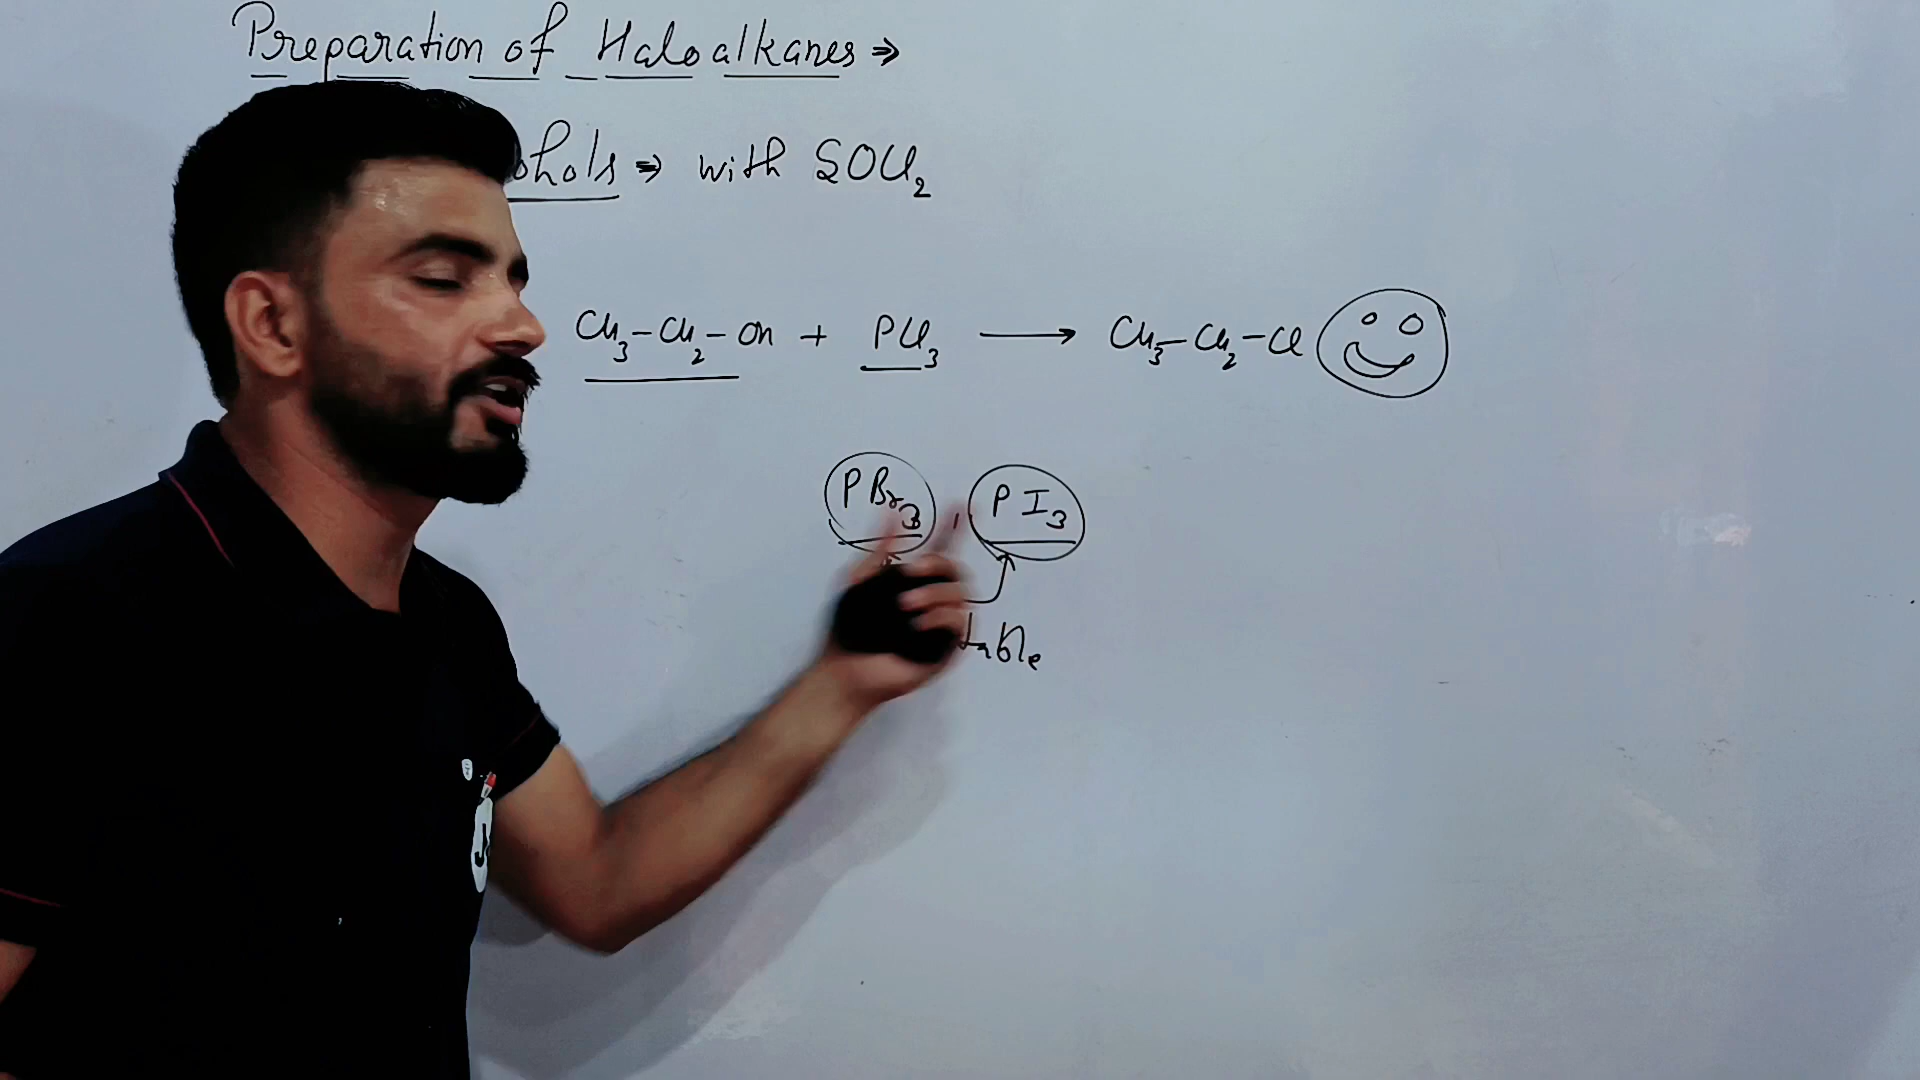 Preparation of Haloalkanes ⇒
ohols ⇒ with SOCl₂
CH₃-CH₂-OH + PCl₃ ⟶ CH₃-CH₂-Cl
PBr₃ , PI₃
table
J